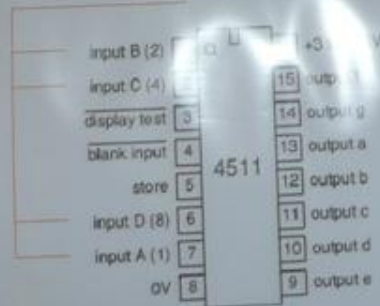 input B (2)
+3
input C (4)
15
display test 3
14 output g
blank input 4
13 output a
4511
store 5
12 output b
input D (8) 6
11 output c
input A (1) 7
10 output d
0V 8
9 output e